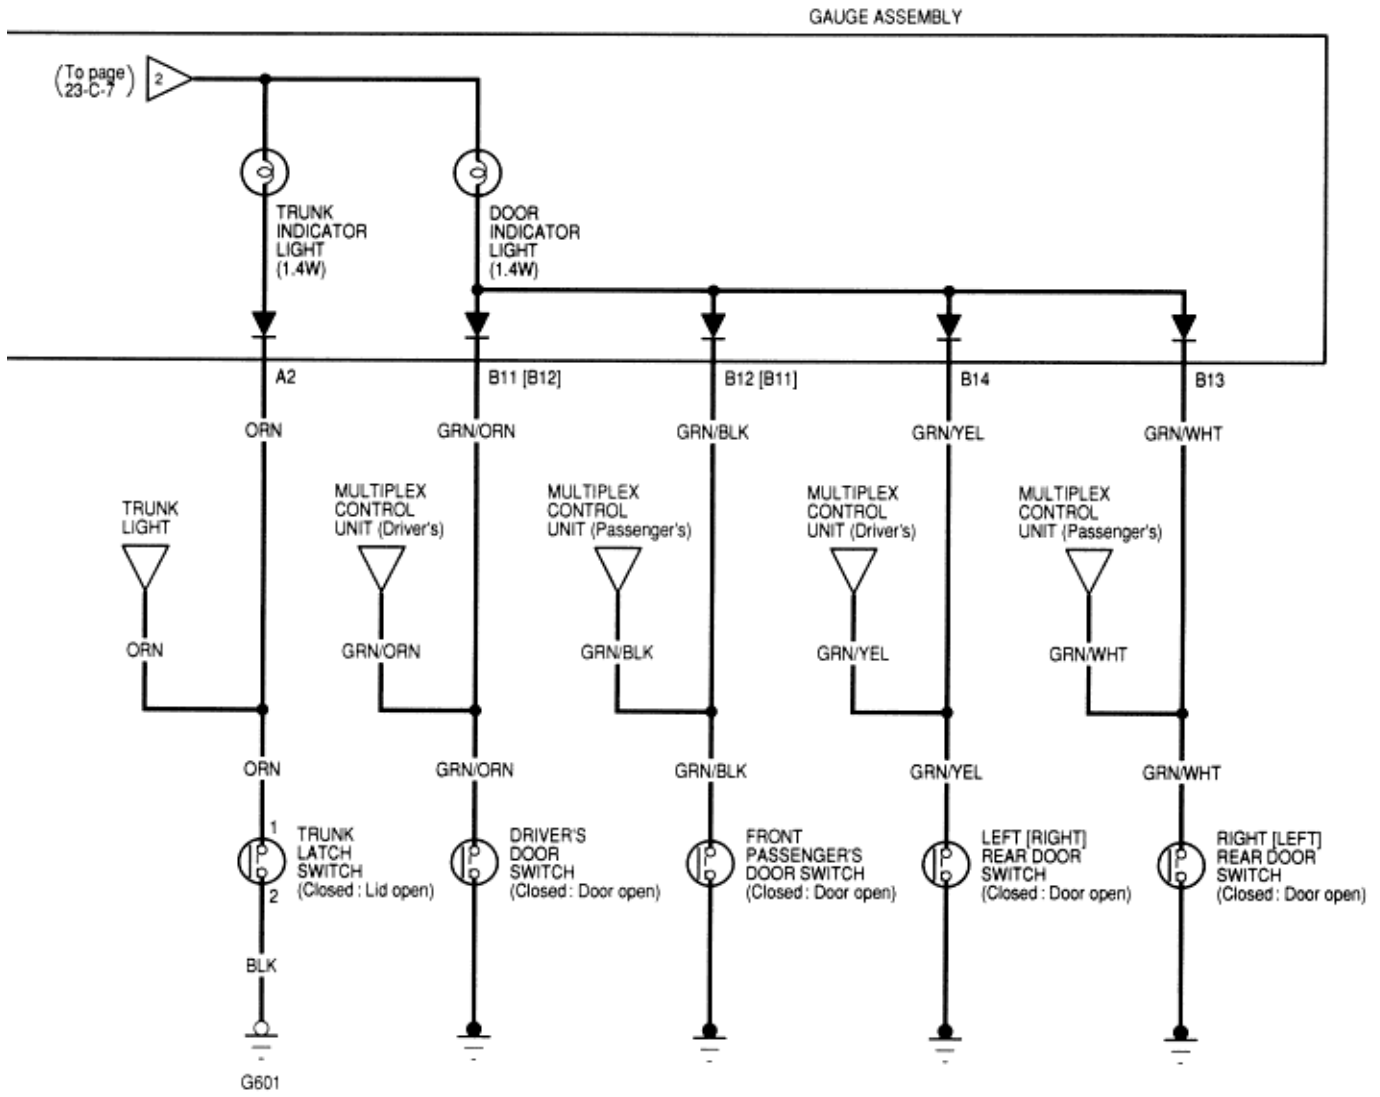 GAUGE ASSEMBLY
(To page
23-C-7)
2
TRUNK
INDICATOR
LIGHT
(1.4W)
DOOR
INDICATOR
LIGHT
(1.4W)
A2
B11 [B12]
B12 [B11]
B14
B13
ORN
GRN/ORN
GRN/BLK
GRN/YEL
GRN/WHT
TRUNK
LIGHT
MULTIPLEX
CONTROL
UNIT (Driver's)
MULTIPLEX
CONTROL
UNIT (Passenger's)
MULTIPLEX
CONTROL
UNIT (Driver's)
MULTIPLEX
CONTROL
UNIT (Passenger's)
ORN
GRN/ORN
GRN/BLK
GRN/YEL
GRN/WHT
ORN
GRN/ORN
GRN/BLK
GRN/YEL
GRN/WHT
1
2
TRUNK
LATCH
SWITCH
(Closed : Lid open)
DRIVER'S
DOOR
SWITCH
(Closed : Door open)
FRONT
PASSENGER'S
DOOR SWITCH
(Closed : Door open)
LEFT [RIGHT]
REAR DOOR
SWITCH
(Closed : Door open)
RIGHT [LEFT]
REAR DOOR
SWITCH
(Closed : Door open)
BLK
G601